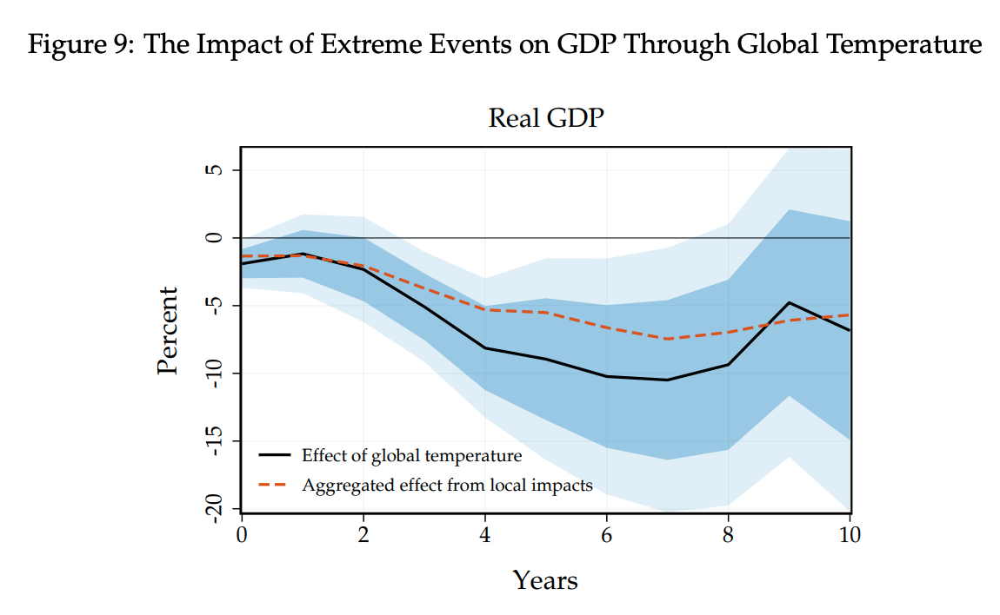 Figure 9: The Impact of Extreme Events on GDP Through Global Temperature
Real GDP
Percent
5
0
-5
-10
-15
-20
Effect of global temperature
Aggregated effect from local impacts
0 2 4 6 8 10
Years